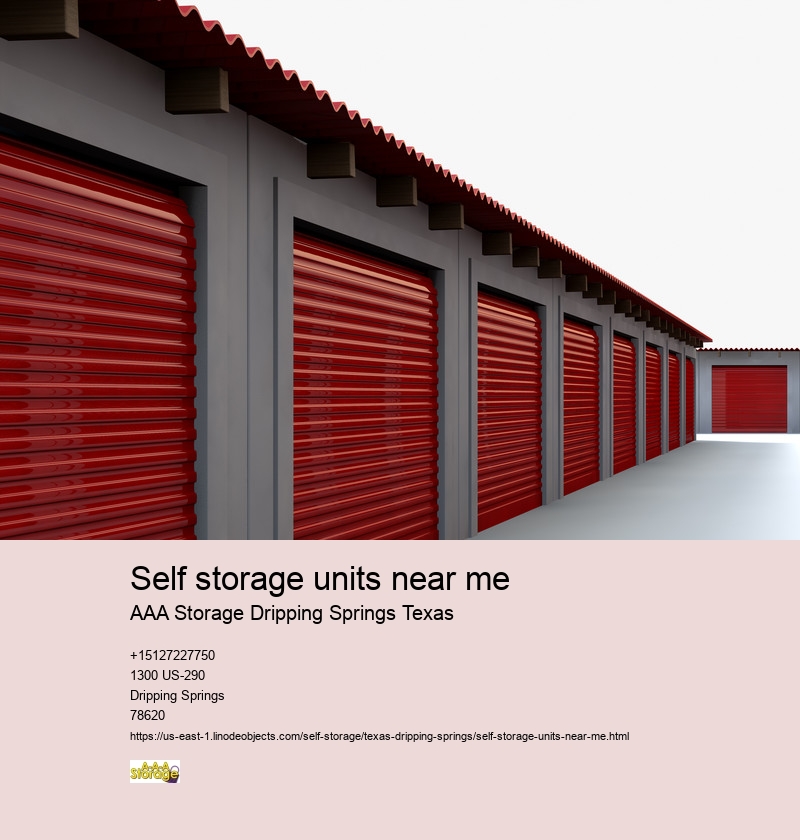 Self storage units near me
AAA Storage Dripping Springs Texas
+15127227750
1300 US-290
Dripping Springs
78620
https://us-east-1.linodeobjects.com/self-storage/texas-dripping-springs/self-storage-units-near-me.html
A-A-A
Storage